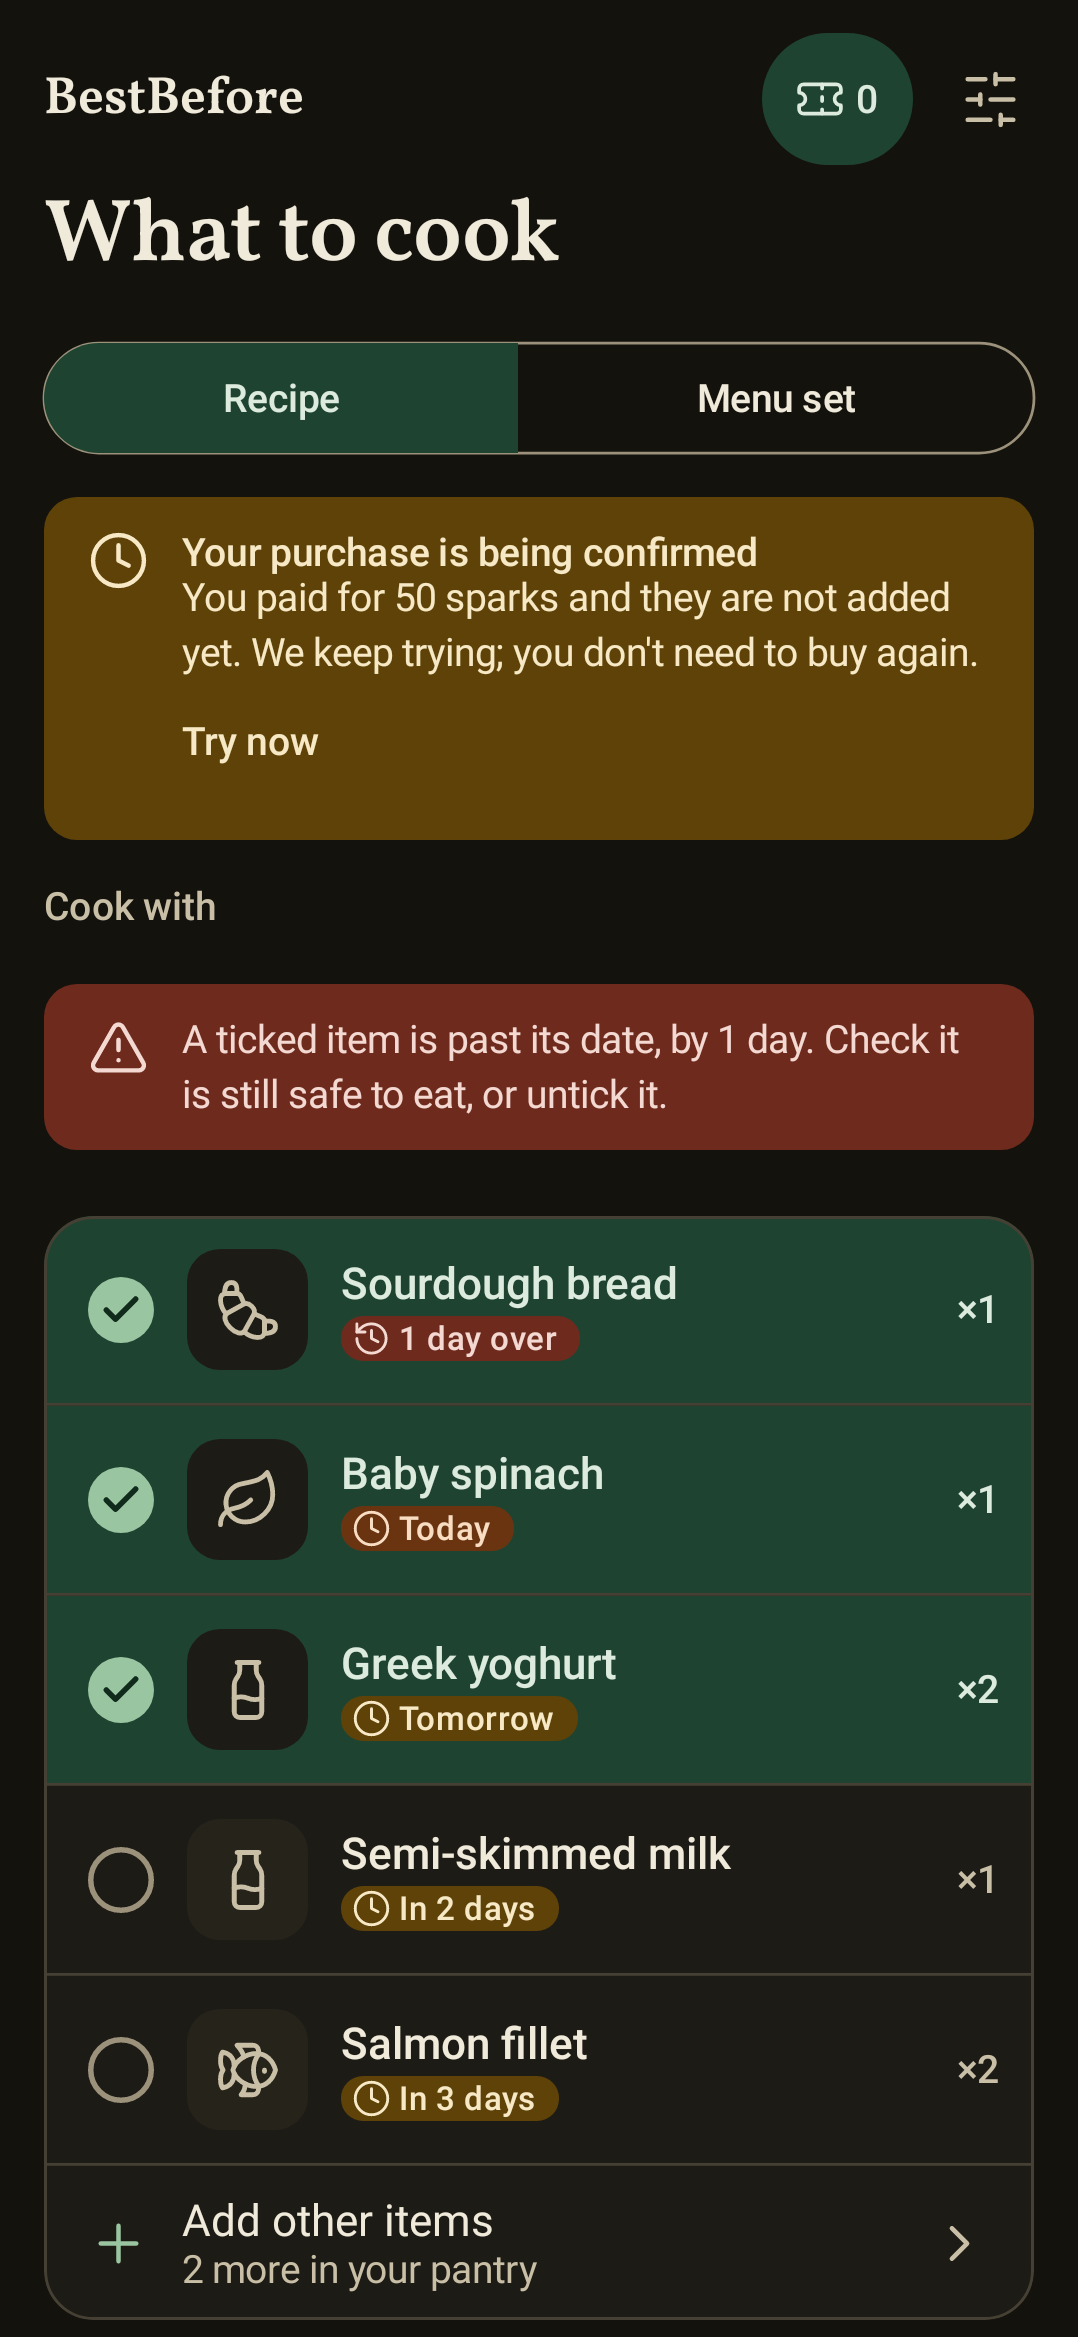 BestBefore
0
What to cook
Recipe
Menu set
Your purchase is being confirmed
You paid for 50 sparks and they are not added
yet. We keep trying; you don't need to buy again.
Try now
Cook with
A ticked item is past its date, by 1 day. Check it
is still safe to eat, or untick it.
Sourdough bread
1 day over
×1
Baby spinach
Today
×1
Greek yoghurt
Tomorrow
×2
Semi-skimmed milk
In 2 days
×1
Salmon fillet
In 3 days
×2
Add other items
2 more in your pantry